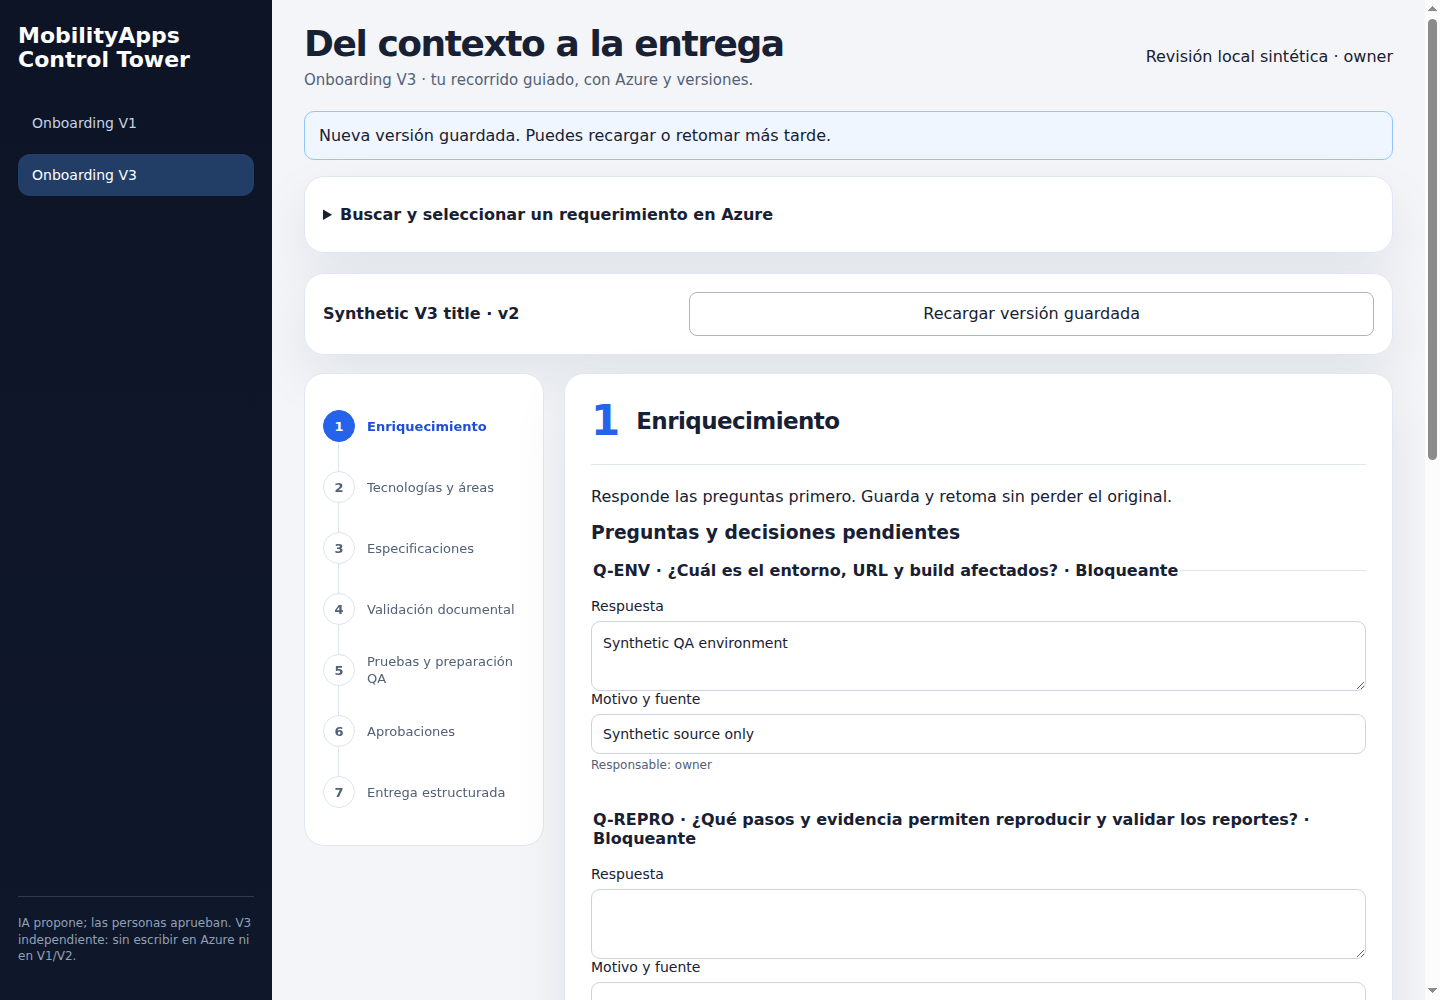 MobilityApps
Control Tower
Onboarding V1
Onboarding V3
IA propone; las personas aprueban. V3
independiente: sin escribir en Azure ni
en V1/V2.
Del contexto a la entrega
Onboarding V3 · tu recorrido guiado, con Azure y versiones.
Revisión local sintética · owner
Nueva versión guardada. Puedes recargar o retomar más tarde.
Buscar y seleccionar un requerimiento en Azure
Synthetic V3 title · v2
Recargar versión guardada
1 Enriquecimiento
2 Tecnologías y áreas
3 Especificaciones
4 Validación documental
5 Pruebas y preparación
QA
6 Aprobaciones
7 Entrega estructurada
1 Enriquecimiento
Responde las preguntas primero. Guarda y retoma sin perder el original.
Preguntas y decisiones pendientes
Q-ENV · ¿Cuál es el entorno, URL y build afectados? · Bloqueante
Respuesta
Synthetic QA environment
Motivo y fuente
Synthetic source only
Responsable: owner
Q-REPRO · ¿Qué pasos y evidencia permiten reproducir y validar los reportes? ·
Bloqueante
Respuesta
Motivo y fuente